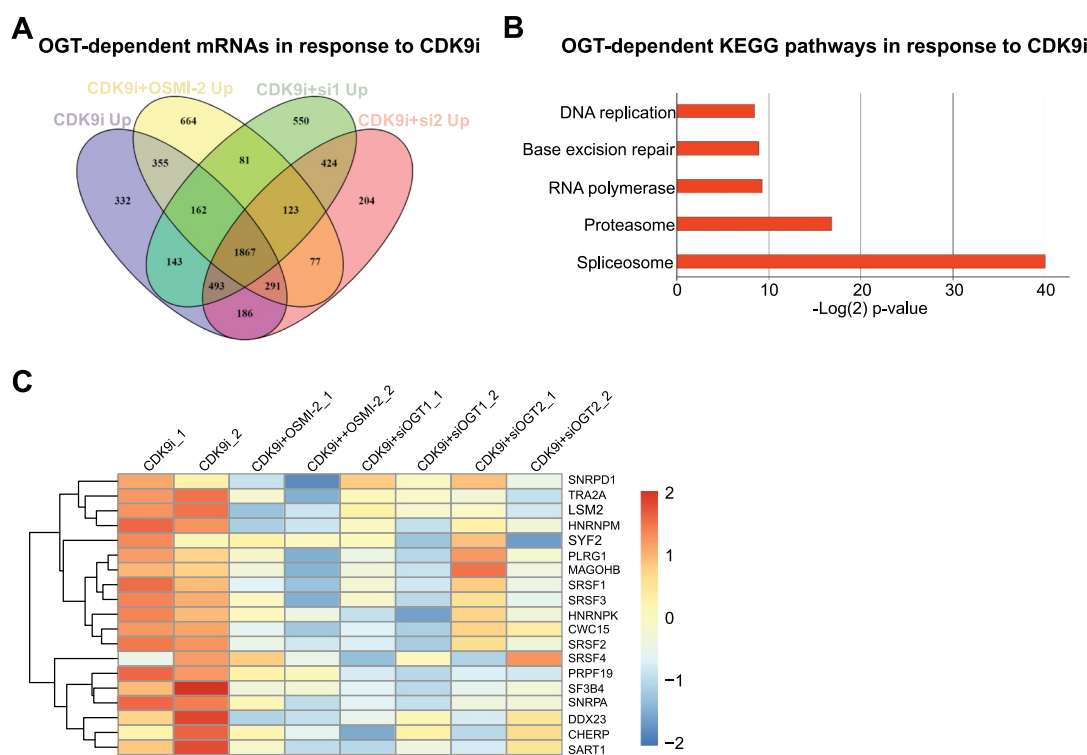 A
OGT-dependent mRNAs in response to CDK9i
CDK9i+OSMI-2 Up
CDK9i+si1 Up
CDK9i Up
CDK9i+si2 Up
664
550
355
81
424
332
162
123
204
1867
143
77
493
291
186
B
OGT-dependent KEGG pathways in response to CDK9i
DNA replication
Base excision repair
RNA polymerase
Proteasome
Spliceosome
0
10
20
30
40
-Log(2) p-value
C
CDK9i_1
CDK9i_2
CDK9i+OSMI-2_1
CDK9i++OSMI-2_2
CDK9i+siOGT1_1
CDK9i+siOGT1_2
CDK9i+siOGT2_1
CDK9i+siOGT2_2
SNRPD1
TRA2A
LSM2
HNRNPM
SYF2
PLRG1
MAGOHB
SRSF1
SRSF3
HNRNPK
CWC15
SRSF2
SRSF4
PRPF19
SF3B4
SNRPA
DDX23
CHERP
SART1
2
1
0
−1
−2